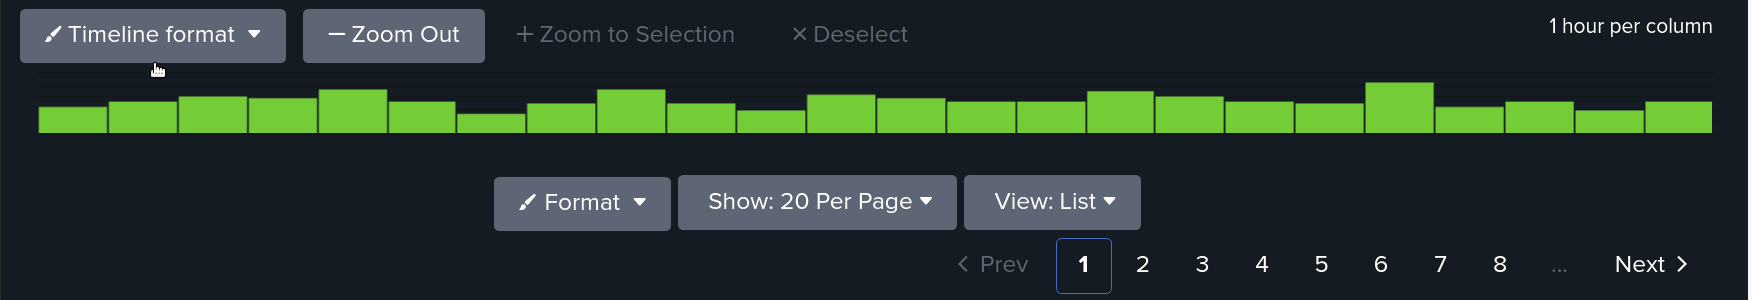 Timeline format — Zoom Out + Zoom to Selection × Deselect 1 hour per column
Format Show: 20 Per Page View: List
< Prev 1 2 3 4 5 6 7 8 ... Next >